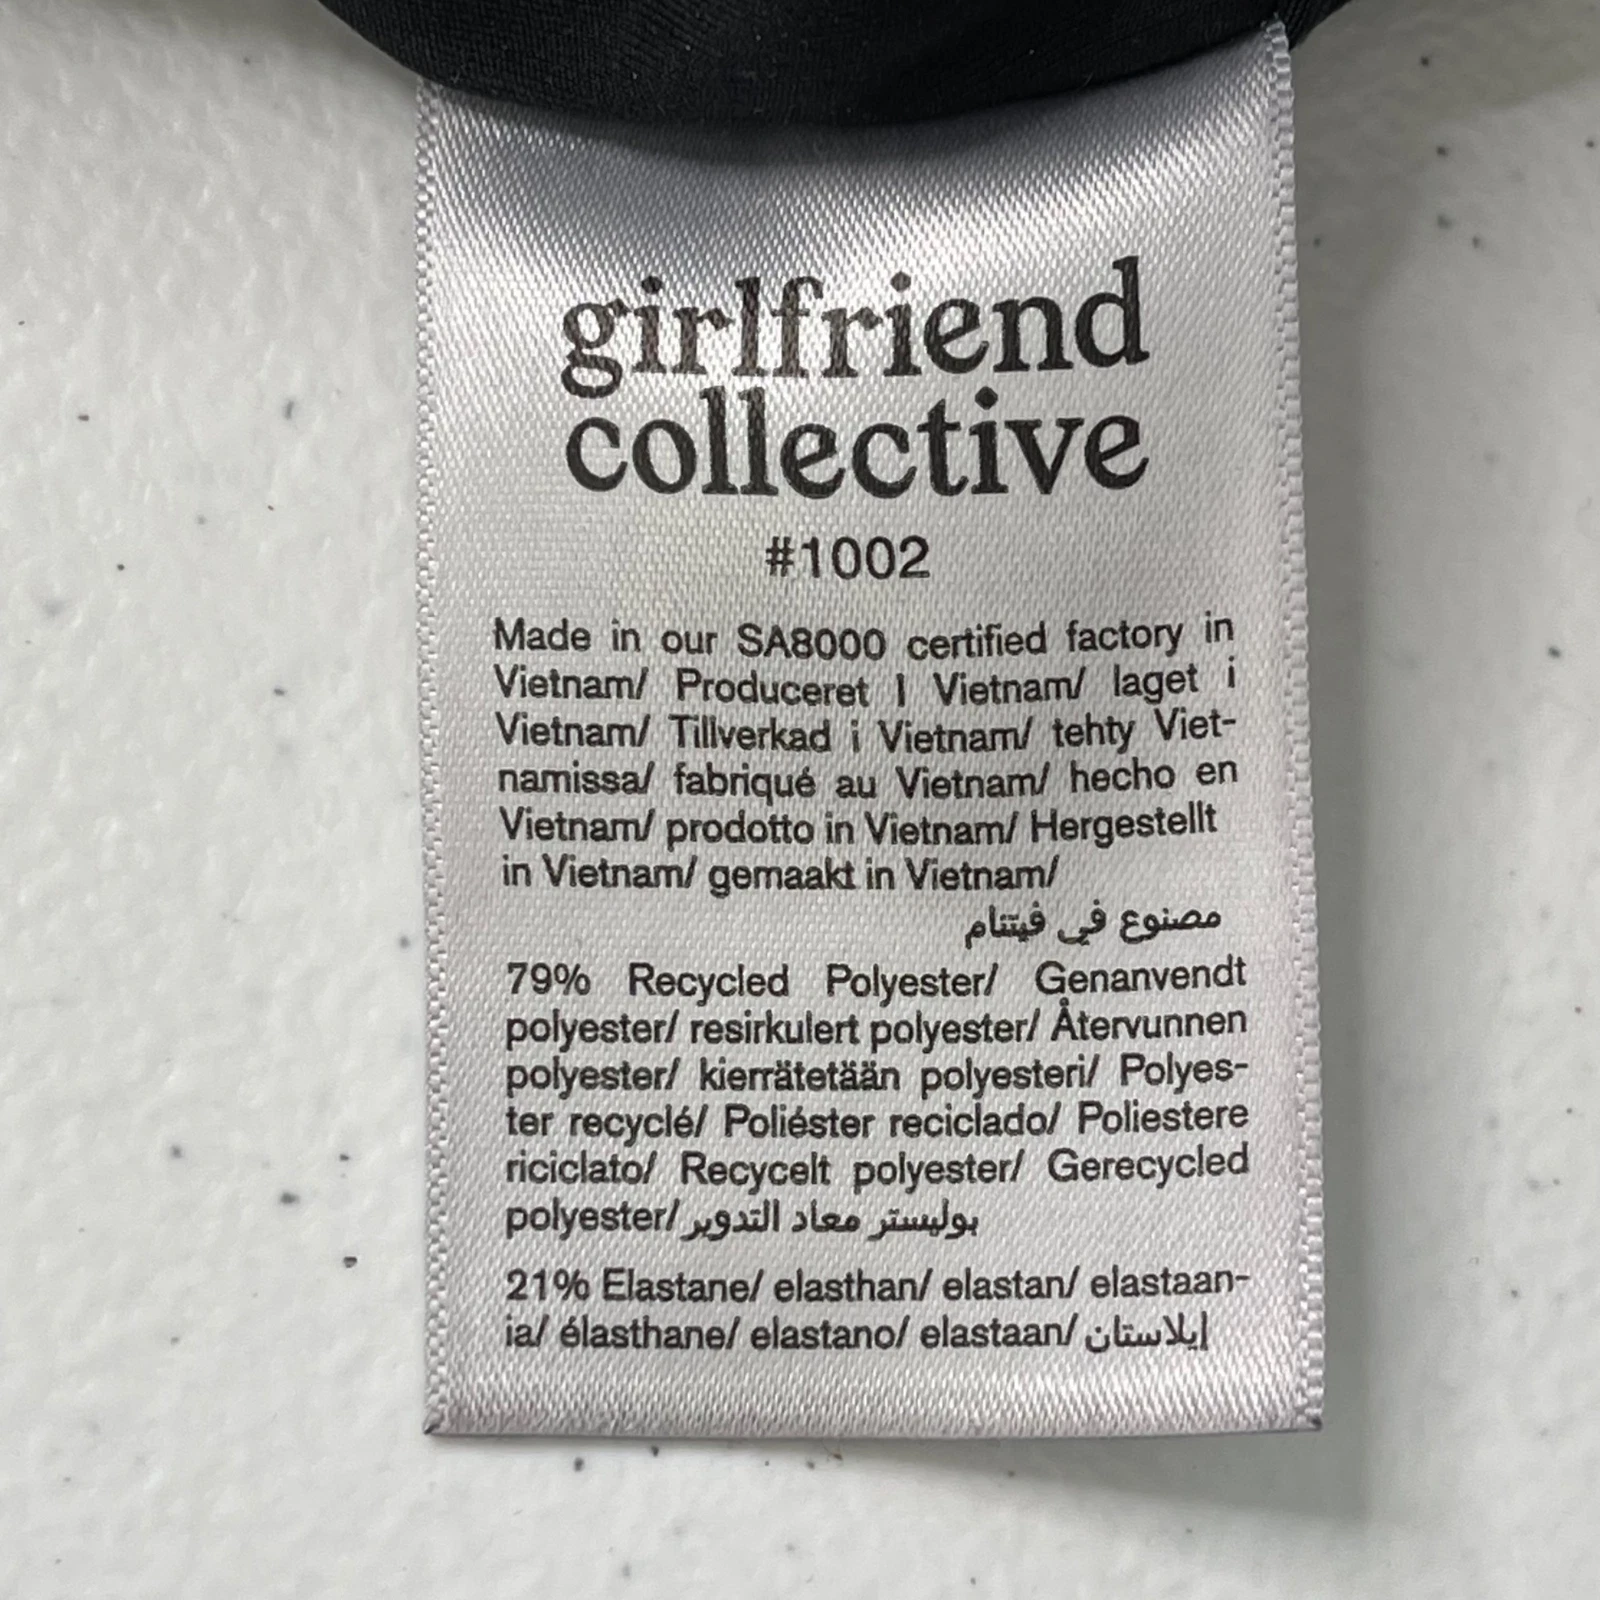 girlfriend
collective
#1002
Made in our SA8000 certified factory in
Vietnam/ Produceret I Vietnam/ laget i
Vietnam/ Tillverkad i Vietnam/ tehty Viet-
namissa/ fabriqué au Vietnam/ hecho en
Vietnam/ prodotto in Vietnam/ Hergestellt
in Vietnam/ gemaakt in Vietnam/
مصنوع في فيتنام
79% Recycled Polyester/ Genanvendt
polyester/ resirkulert polyester/ Återvunnen
polyester/ kierrätetään polyesteri/ Polyes-
ter recyclé/ Poliéster reciclado/ Poliestere
riciclato/ Recycelt polyester/ Gerecycled
polyester/ بوليستر معاد التدوير
21% Elastane/ elasthan/ elastan/ elastaan-
ia/ élasthane/ elastano/ elastaan/ إيلاستان